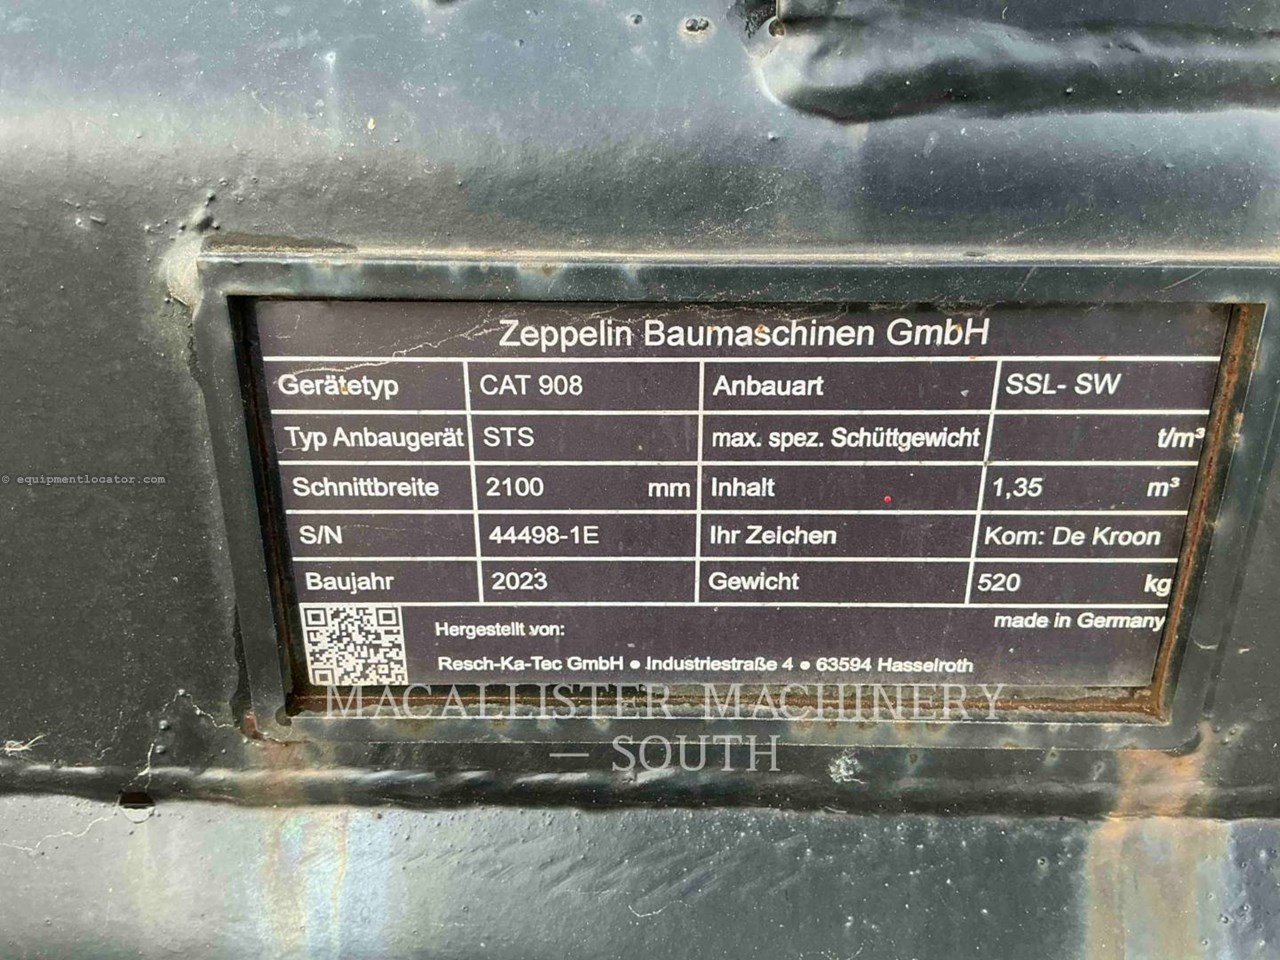 Zeppelin Baumaschinen GmbH
Gerätetyp CAT 908 Anbauart SSL- SW
Typ Anbaugerät STS max. spez. Schüttgewicht t/m³
Schnittbreite 2100 mm Inhalt 1,35 m³
S/N 44498-1E Ihr Zeichen Kom: De Kroon
Baujahr 2023 Gewicht 520 kg
made in Germany
Hergestellt von:
Resch-Ka-Tec GmbH ● Industriestraße 4 ● 63594 Hasselroth
MACALLISTER MACHINERY
— SOUTH
© equipmentlocator.com